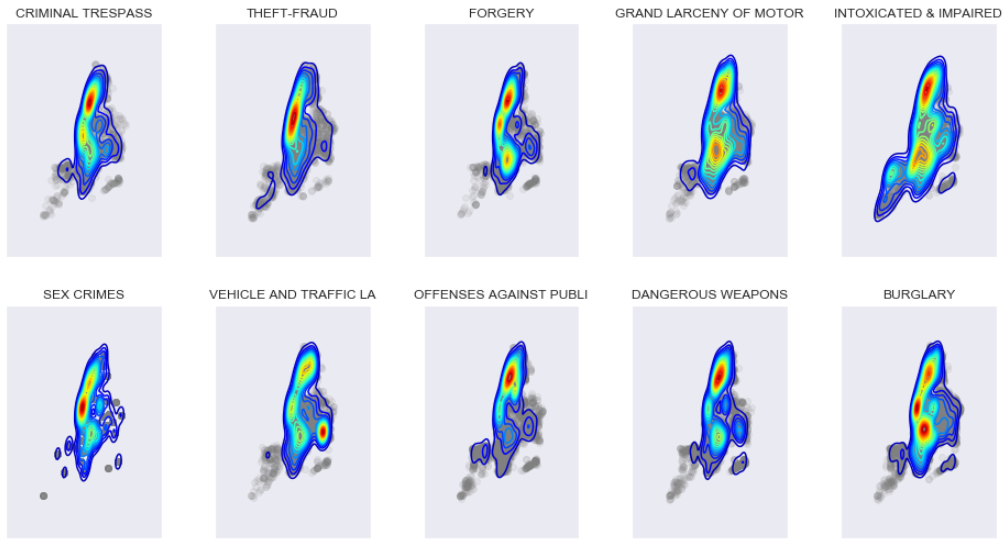 CRIMINAL TRESPASS
THEFT-FRAUD
FORGERY
GRAND LARCENY OF MOTOR
INTOXICATED & IMPAIRED
SEX CRIMES
VEHICLE AND TRAFFIC LA
OFFENSES AGAINST PUBLI
DANGEROUS WEAPONS
BURGLARY